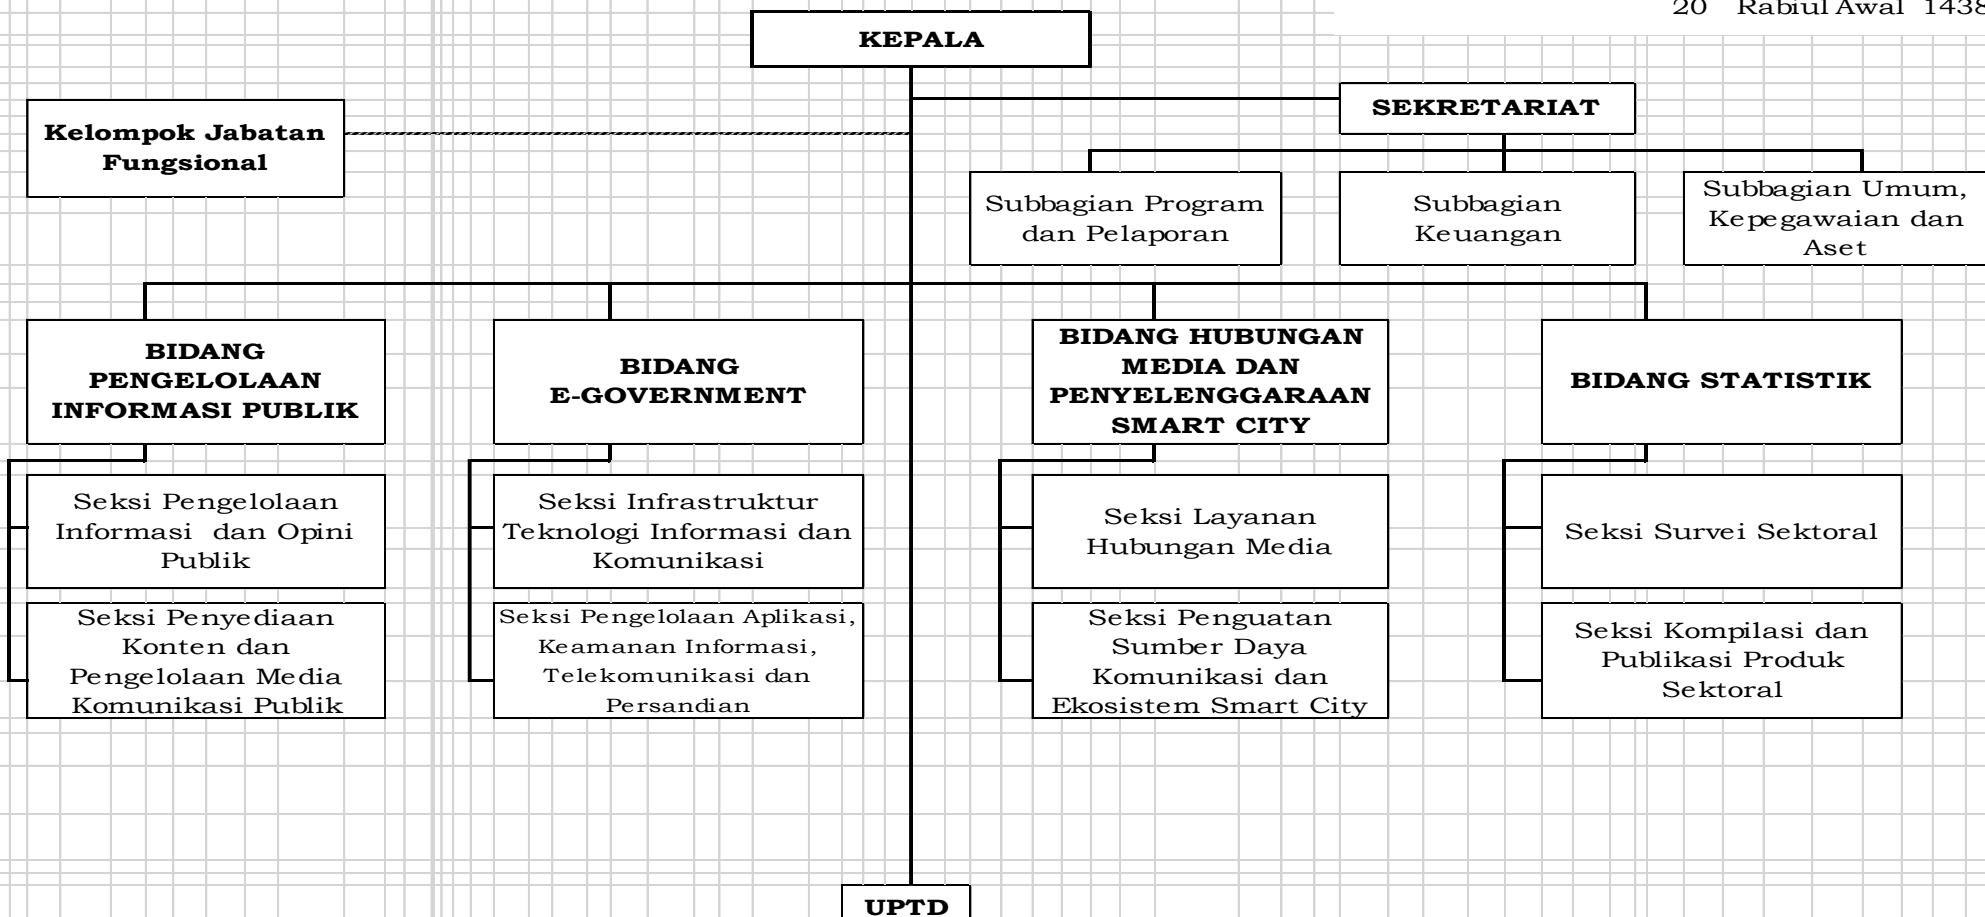 20 Rabiul Awal 1438
KEPALA
SEKRETARIAT
Kelompok Jabatan
Fungsional
Subbagian Program
dan Pelaporan
Subbagian
Keuangan
Subbagian Umum,
Kepegawaian dan
Aset
BIDANG
PENGELOLAAN
INFORMASI PUBLIK
BIDANG
E-GOVERNMENT
BIDANG HUBUNGAN
MEDIA DAN
PENYELENGGARAAN
SMART CITY
BIDANG STATISTIK
Seksi Pengelolaan
Informasi dan Opini
Publik
Seksi Infrastruktur
Teknologi Informasi dan
Komunikasi
Seksi Layanan
Hubungan Media
Seksi Survei Sektoral
Seksi Penyediaan
Konten dan
Pengelolaan Media
Komunikasi Publik
Seksi Pengelolaan Aplikasi,
Keamanan Informasi,
Telekomunikasi dan
Persandian
Seksi Penguatan
Sumber Daya
Komunikasi dan
Ekosistem Smart City
Seksi Kompilasi dan
Publikasi Produk
Sektoral
UPTD